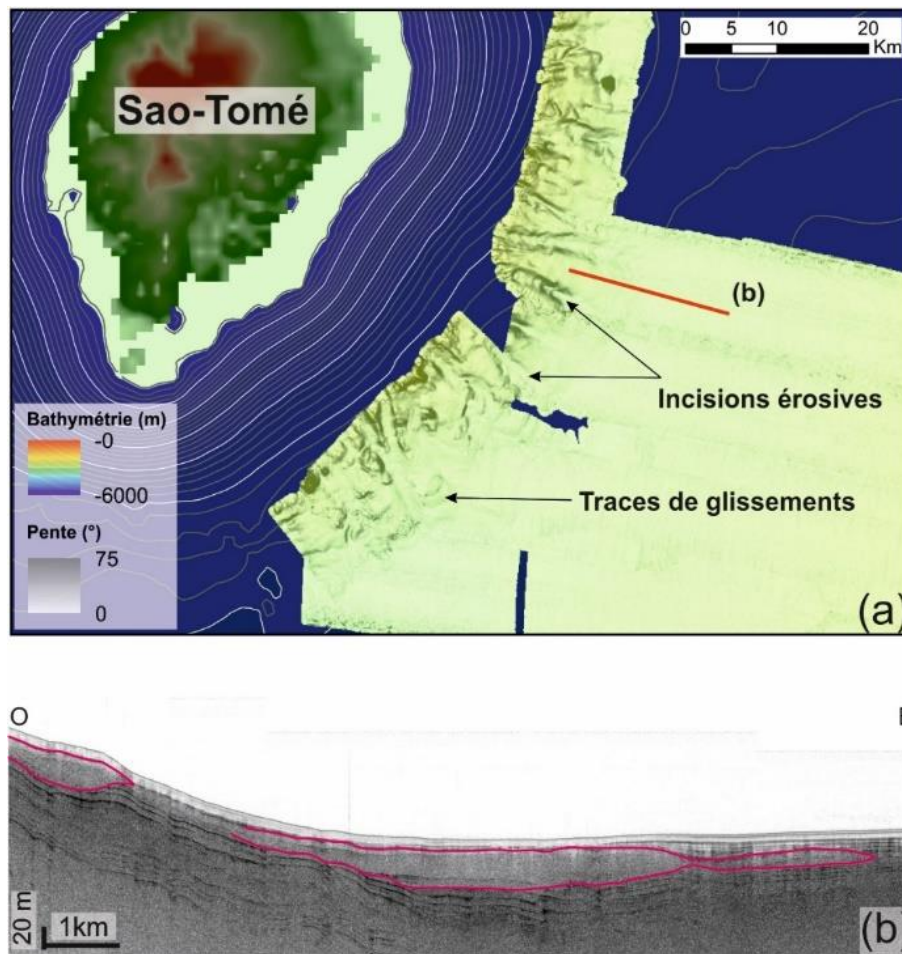 0 5 10 20
Km
Sao-Tomé
(b)
Incisions érosives
Bathymétrie (m)
-0
-6000
Traces de glissements
Pente (°)
75
0
(a)
O
E
20 m
1km
(b)